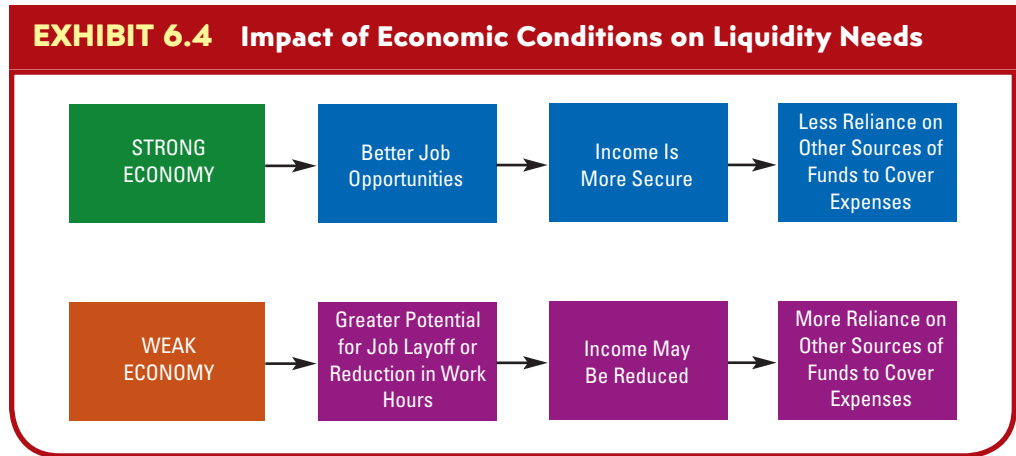 EXHIBIT 6.4 Impact of Economic Conditions on Liquidity Needs
STRONG
ECONOMY
Better Job
Opportunities
Income Is
More Secure
Less Reliance on
Other Sources of
Funds to Cover
Expenses
WEAK
ECONOMY
Greater Potential
for Job Layoff or
Reduction in Work
Hours
Income May
Be Reduced
More Reliance on
Other Sources of
Funds to Cover
Expenses